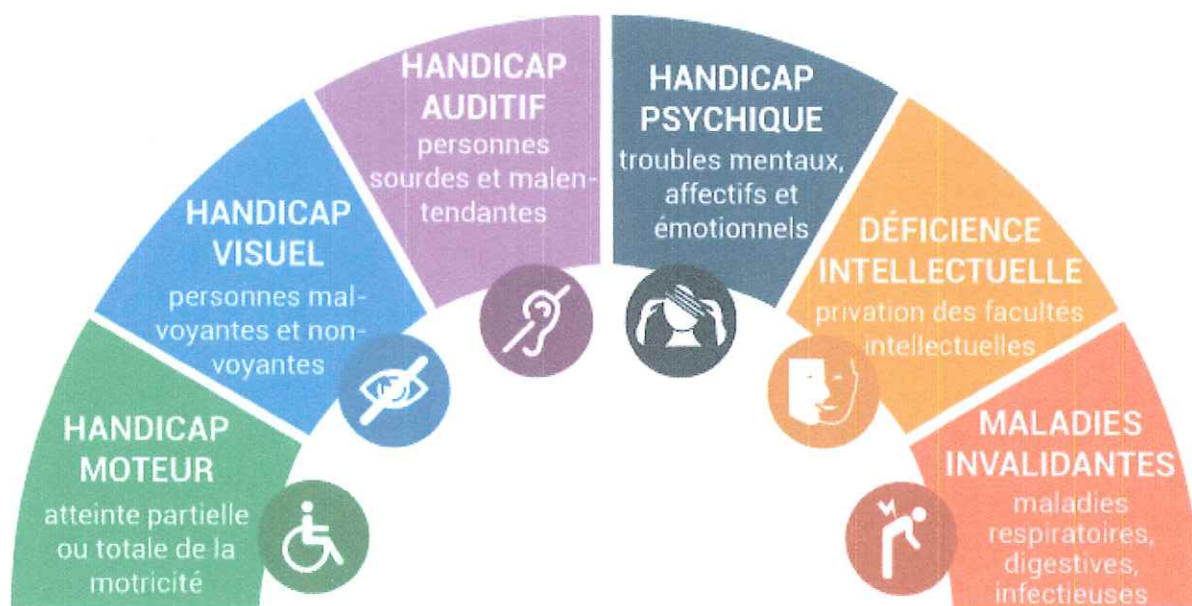 HANDICAP
MOTEUR
atteinte partielle
ou totale de la
motricité
HANDICAP
VISUEL
personnes mal-
voyantes et non-
voyantes
HANDICAP
AUDITIF
personnes
sourdes et malen-
tendantes
HANDICAP
PSYCHIQUE
troubles mentaux,
affectifs et
émotionnels
DÉFICIENCE
INTELLECTUELLE
privation des facultés
intellectuelles
MALADIES
INVALIDANTES
maladies
respiratoires,
digestives,
infectieuses